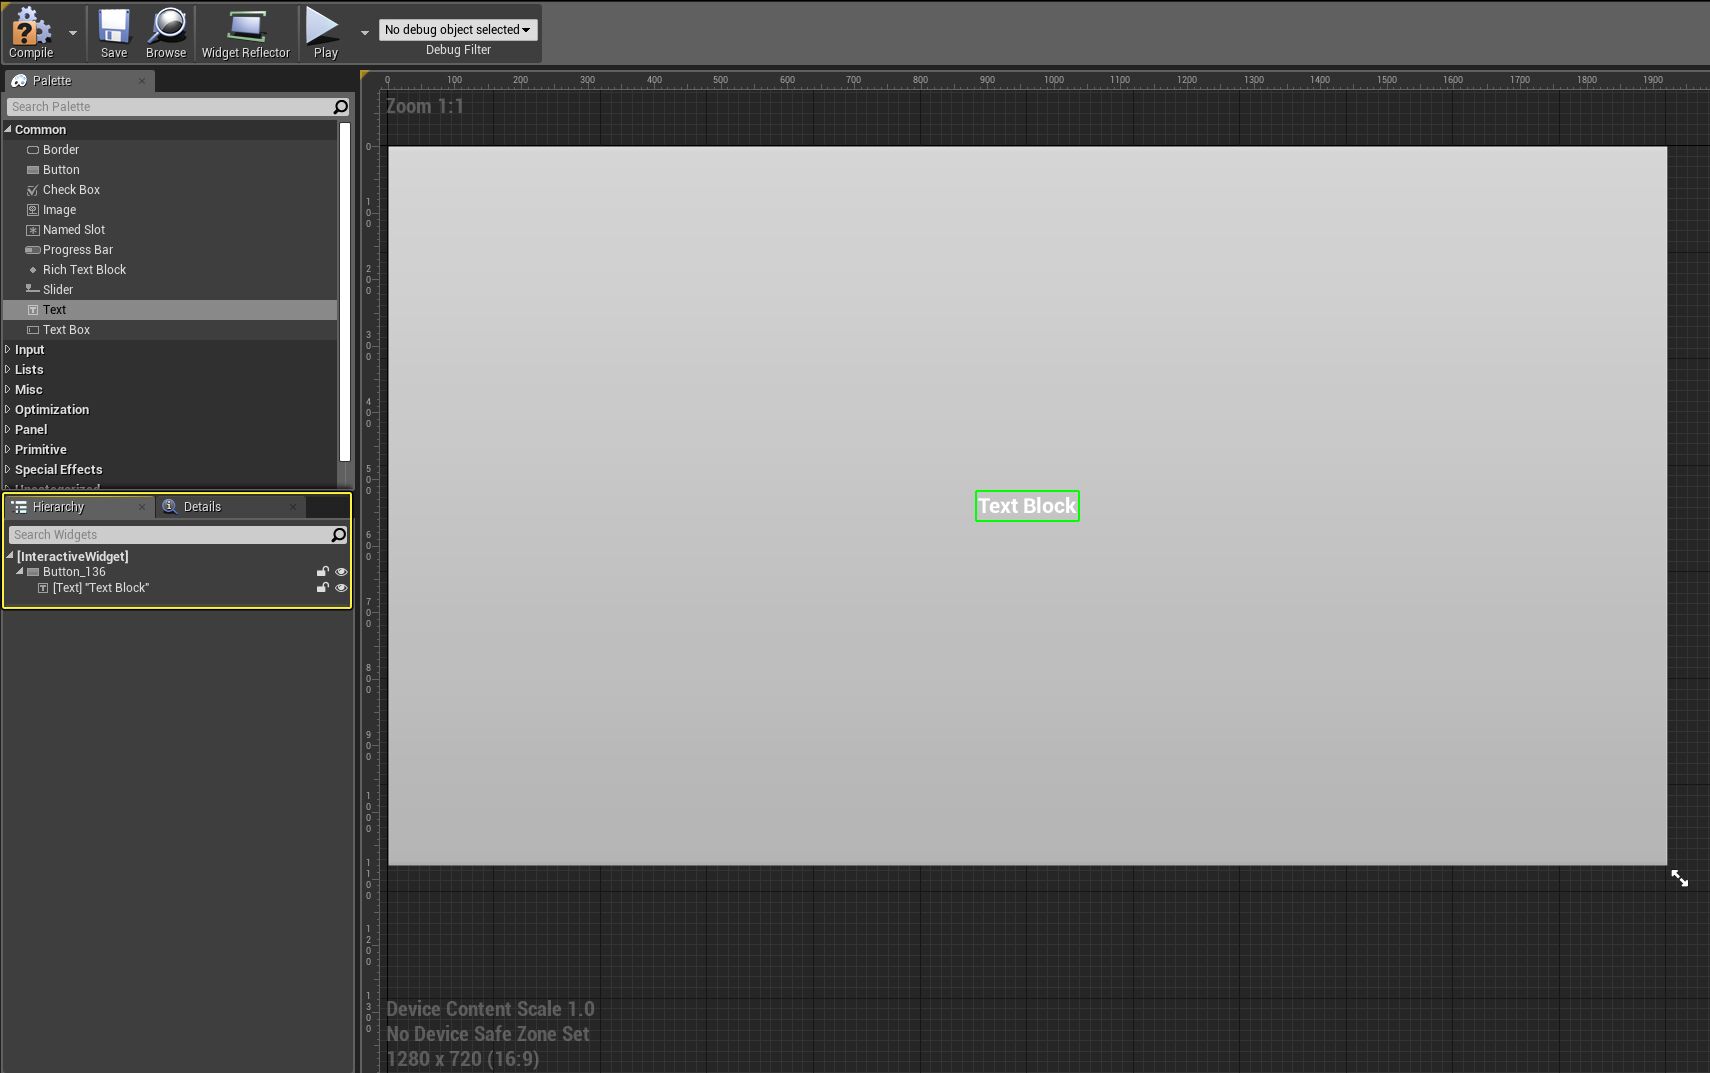 Compile Save Browse Widget Reflector Play
No debug object selected
Debug Filter
Palette
Search Palette
Common
Border
Button
Check Box
Image
Named Slot
Progress Bar
Rich Text Block
Slider
Text
Text Box
Input
Lists
Misc
Optimization
Panel
Primitive
Special Effects
Uncategorized
Hierarchy Details
Search Widgets
[InteractiveWidget]
Button_136
[Text] "Text Block"
0 100 200 300 400 500 600 700 800 900 1000 1100 1200 1300 1400 1500 1600 1700 1800 1900
Zoom 1:1
0
100
200
300
400
500
600
700
800
900
1000
1100
1200
1300
Text Block
Device Content Scale 1.0
No Device Safe Zone Set
1280 x 720 (16:9)